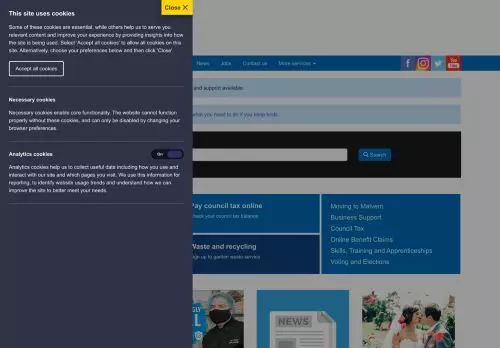 Close ✕
This site uses cookies
Some of these cookies are essential, while others help us to serve you
relevant content and improve your experience by providing insights into how
the site is being used. Select 'Accept all cookies' to allow all cookies on this
site. Alternatively, choose your preferences below and then click 'Close'
Accept all cookies
Necessary cookies
Necessary cookies enable core functionality. The website cannot function
properly without these cookies, and can only be disabled by changing your
browser preferences.
Analytics cookies
On
Analytics cookies help us to collect useful data including how you use and
interact with our site and which pages you visit. We use this information for
reporting, to identify website usage trends and understand how we can
improve the site to better meet your needs.
News
Jobs
Contact us
More services
You Tube
and support available.
what you need to do if you keep birds.
Search
Pay council tax online
check your council tax balance
Waste and recycling
sign up to garden waste service
Moving to Malvern
Business Support
Council Tax
Online Benefit Claims
Skills, Training and Apprenticeships
Voting and Elections
NEWS